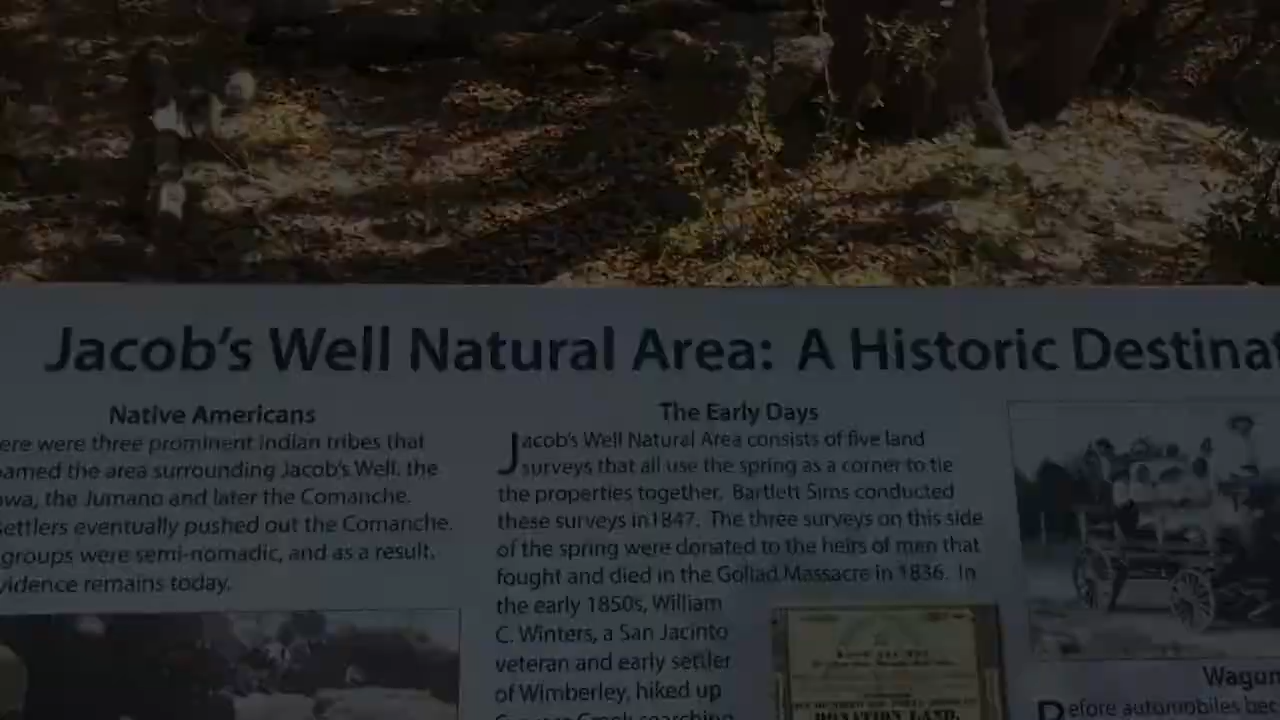 Jacob's Well Natural Area: A Historic Destinat
Native Americans
ere were three prominent Indian tribes that
oamed the area surrounding Jacob's Well, the
owa, the Jumano and later the Comanche.
settlers eventually pushed out the Comanche.
groups were semi-nomadic, and as a result,
vidence remains today.
The Early Days
Jacob's Well Natural Area consists of five land
surveys that all use the spring as a corner to tie
the properties together. Bartlett Sims conducted
these surveys in1847. The three surveys on this side
of the spring were donated to the heirs of men that
fought and died in the Goliad Massacre in 1836. In
the early 1850s, William
C. Winters, a San Jacinto
veteran and early settler
of Wimberley, hiked up
DONATION LAND.
Wagon
Before automobiles bec